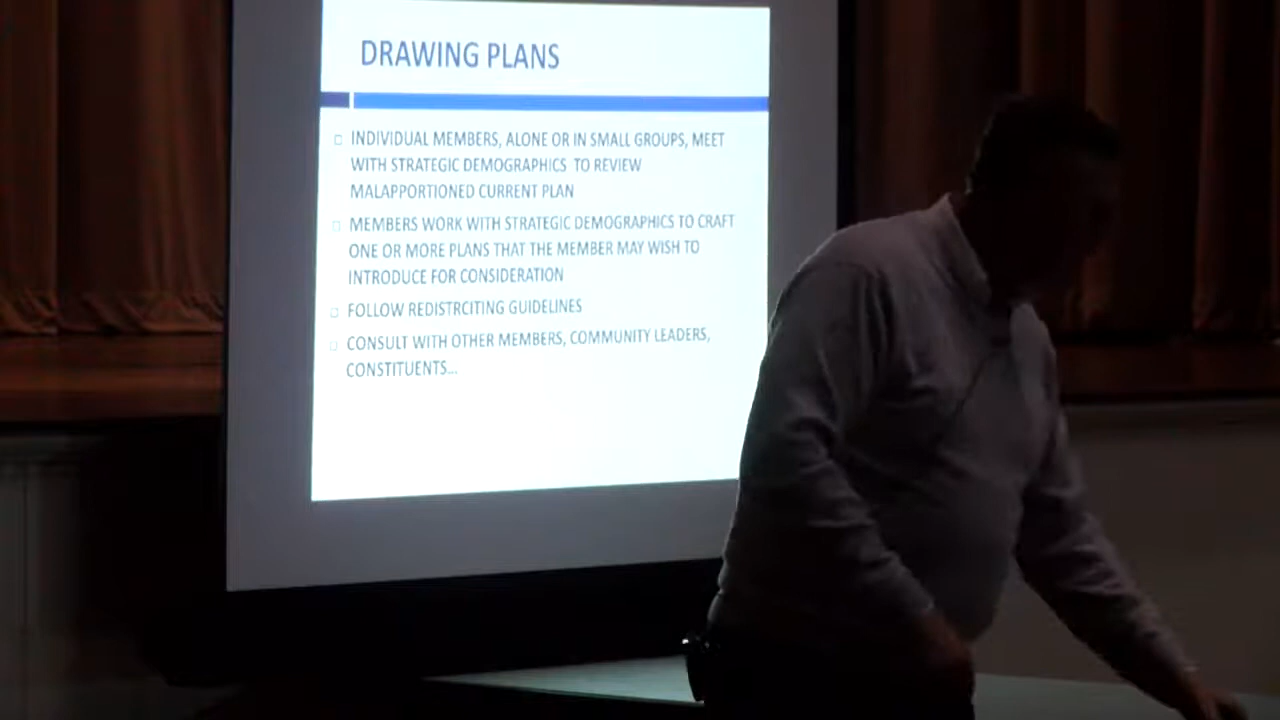 DRAWING PLANS
INDIVIDUAL MEMBERS, ALONE OR IN SMALL GROUPS, MEET
WITH STRATEGIC DEMOGRAPHICS TO REVIEW
MALAPPORTIONED CURRENT PLAN
MEMBERS WORK WITH STRATEGIC DEMOGRAPHICS TO CRAFT
ONE OR MORE PLANS THAT THE MEMBER MAY WISH TO
INTRODUCE FOR CONSIDERATION
FOLLOW REDISTRCITING GUIDELINES
CONSULT WITH OTHER MEMBERS, COMMUNITY LEADERS,
CONSTITUENTS...